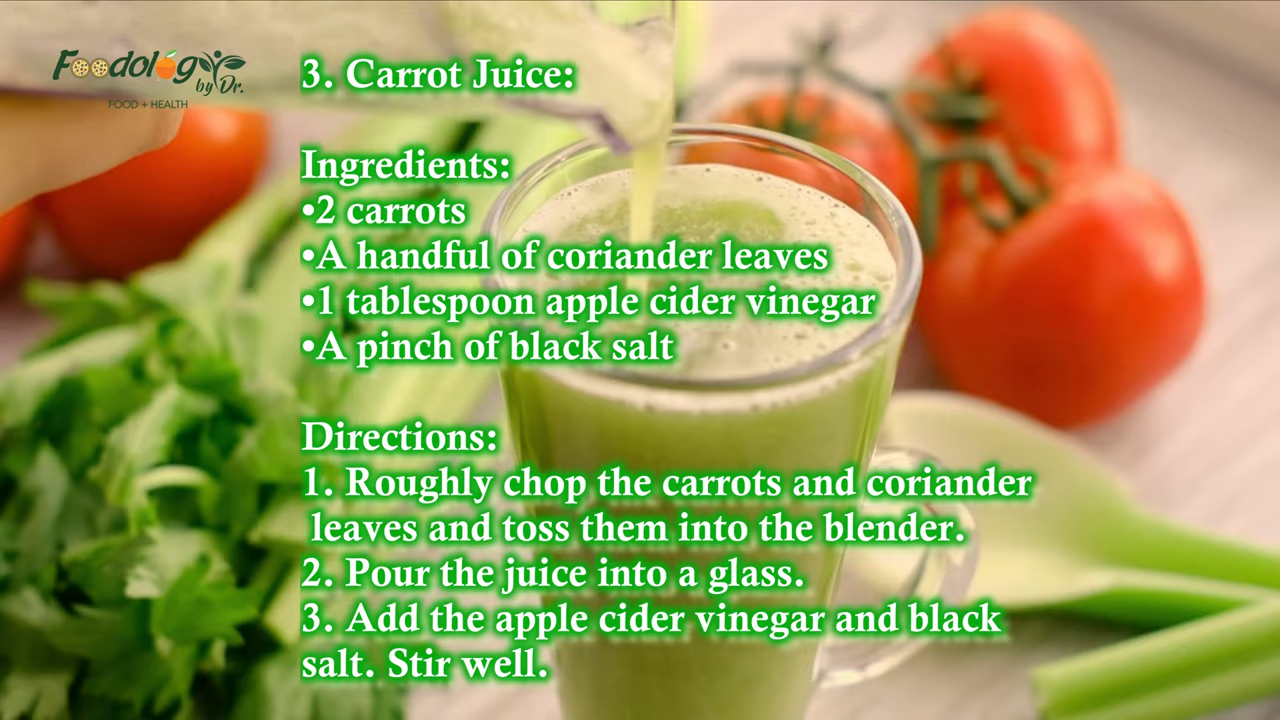 Foodology
by Dr.
FOOD + HEALTH
3. Carrot Juice:
Ingredients:
•2 carrots
•A handful of coriander leaves
•1 tablespoon apple cider vinegar
•A pinch of black salt
Directions:
1. Roughly chop the carrots and coriander
leaves and toss them into the blender.
2. Pour the juice into a glass.
3. Add the apple cider vinegar and black
salt. Stir well.